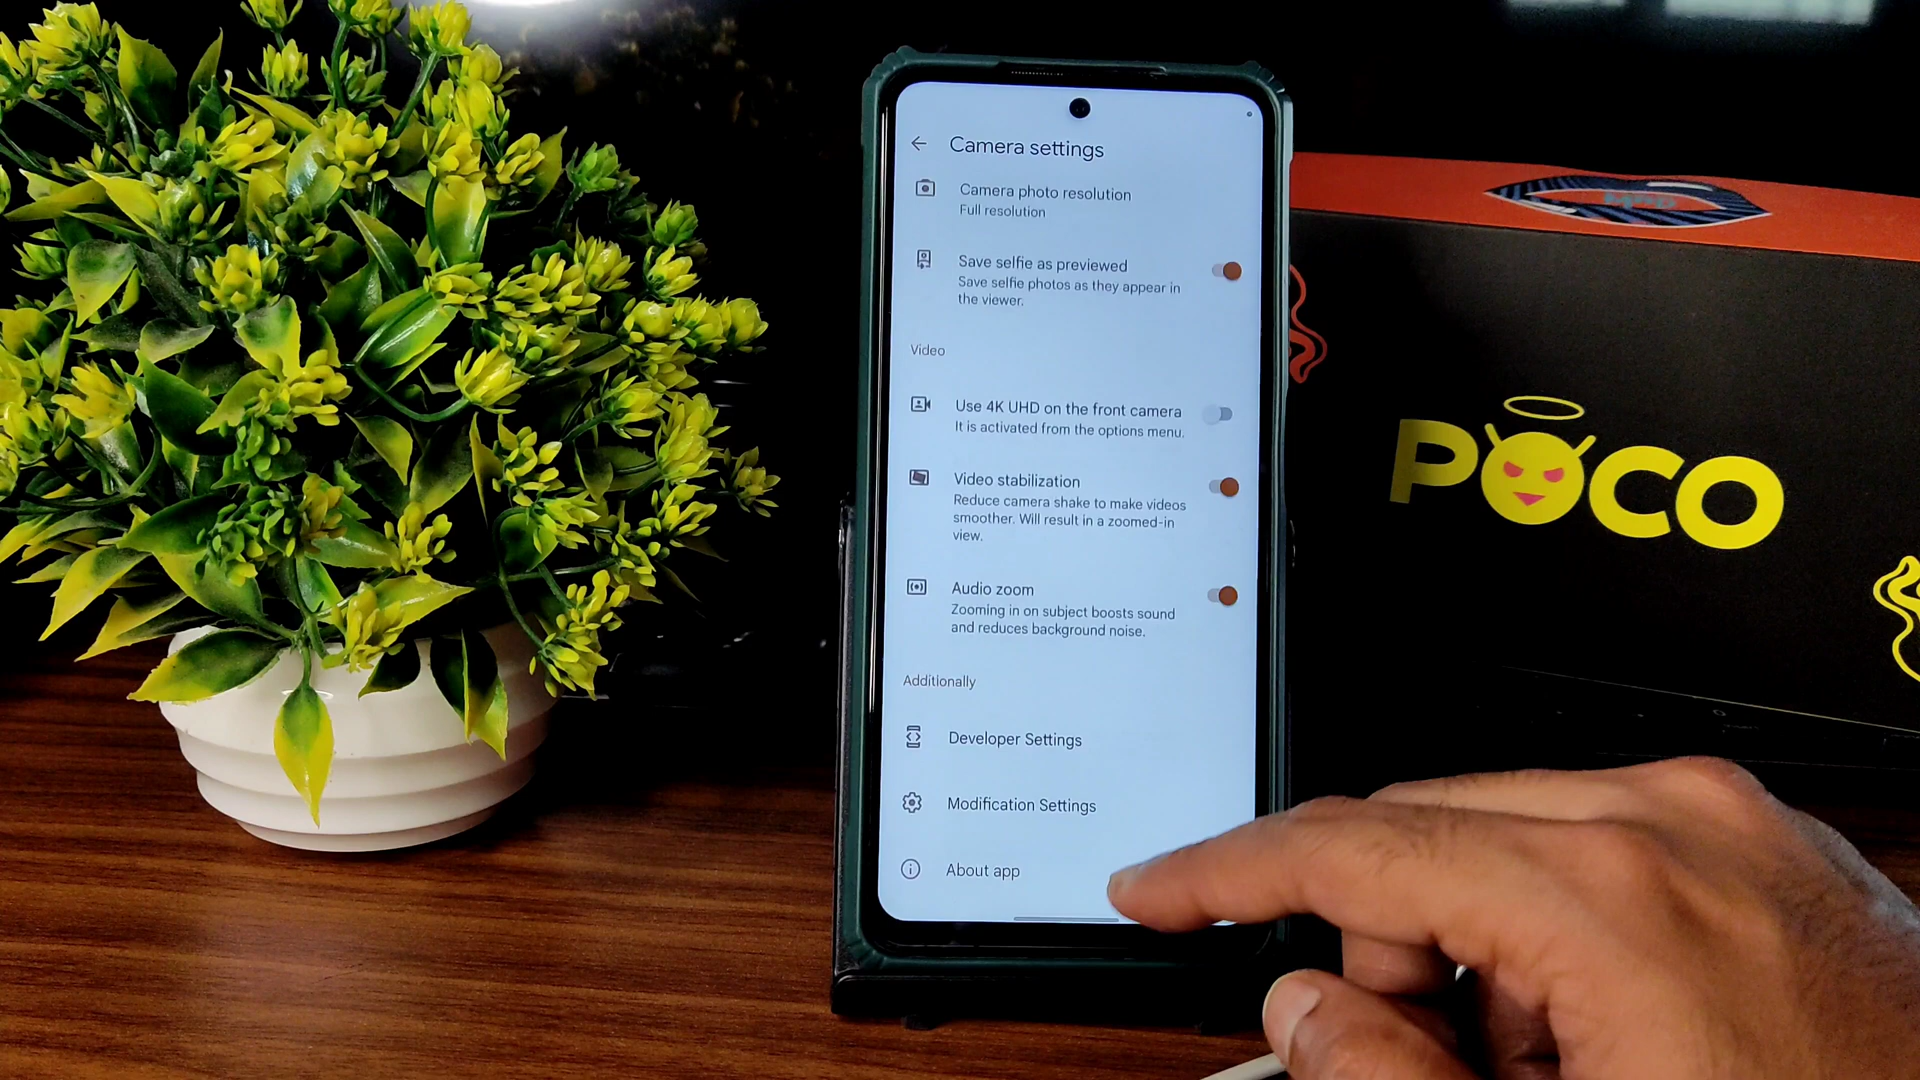 Camera settings
Camera photo resolution
Full resolution
Save selfie as previewed
Save selfie photos as they appear in
the viewer.
Video
Use 4K UHD on the front camera
It is activated from the options menu.
Video stabilization
Reduce camera shake to make videos
smoother. Will result in a zoomed-in
view.
Audio zoom
Zooming in on subject boosts sound
and reduces background noise.
Additionally
Developer Settings
Modification Settings
About app
POCO